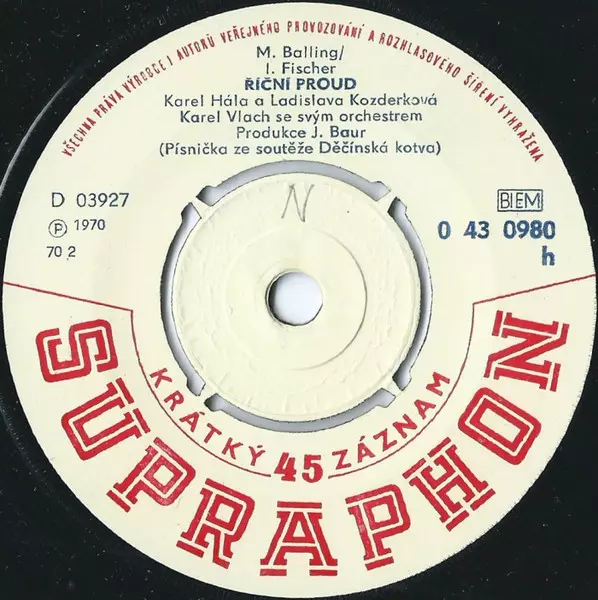 VŠECHNA PRÁVA VÝROBCE I AUTORŮ VEŘEJNÉHO PROVOZOVÁNÍ A ROZHLASOVÉHO ŠÍŘENÍ VYHRAŽENA
M. Balling/
I. Fischer
ŘÍČNÍ PROUD
Karel Hála a Ladislava Kozderková
Karel Vlach se svým orchestrem
Produkce J. Baur
(Písnička ze soutěže Děčínská kotva)
D 03927
Ⓟ 1970
70 2
BIEM
0 43 0980
h
N
KRÁTKÝ 45 ZÁZNAM
SUPRAPHON